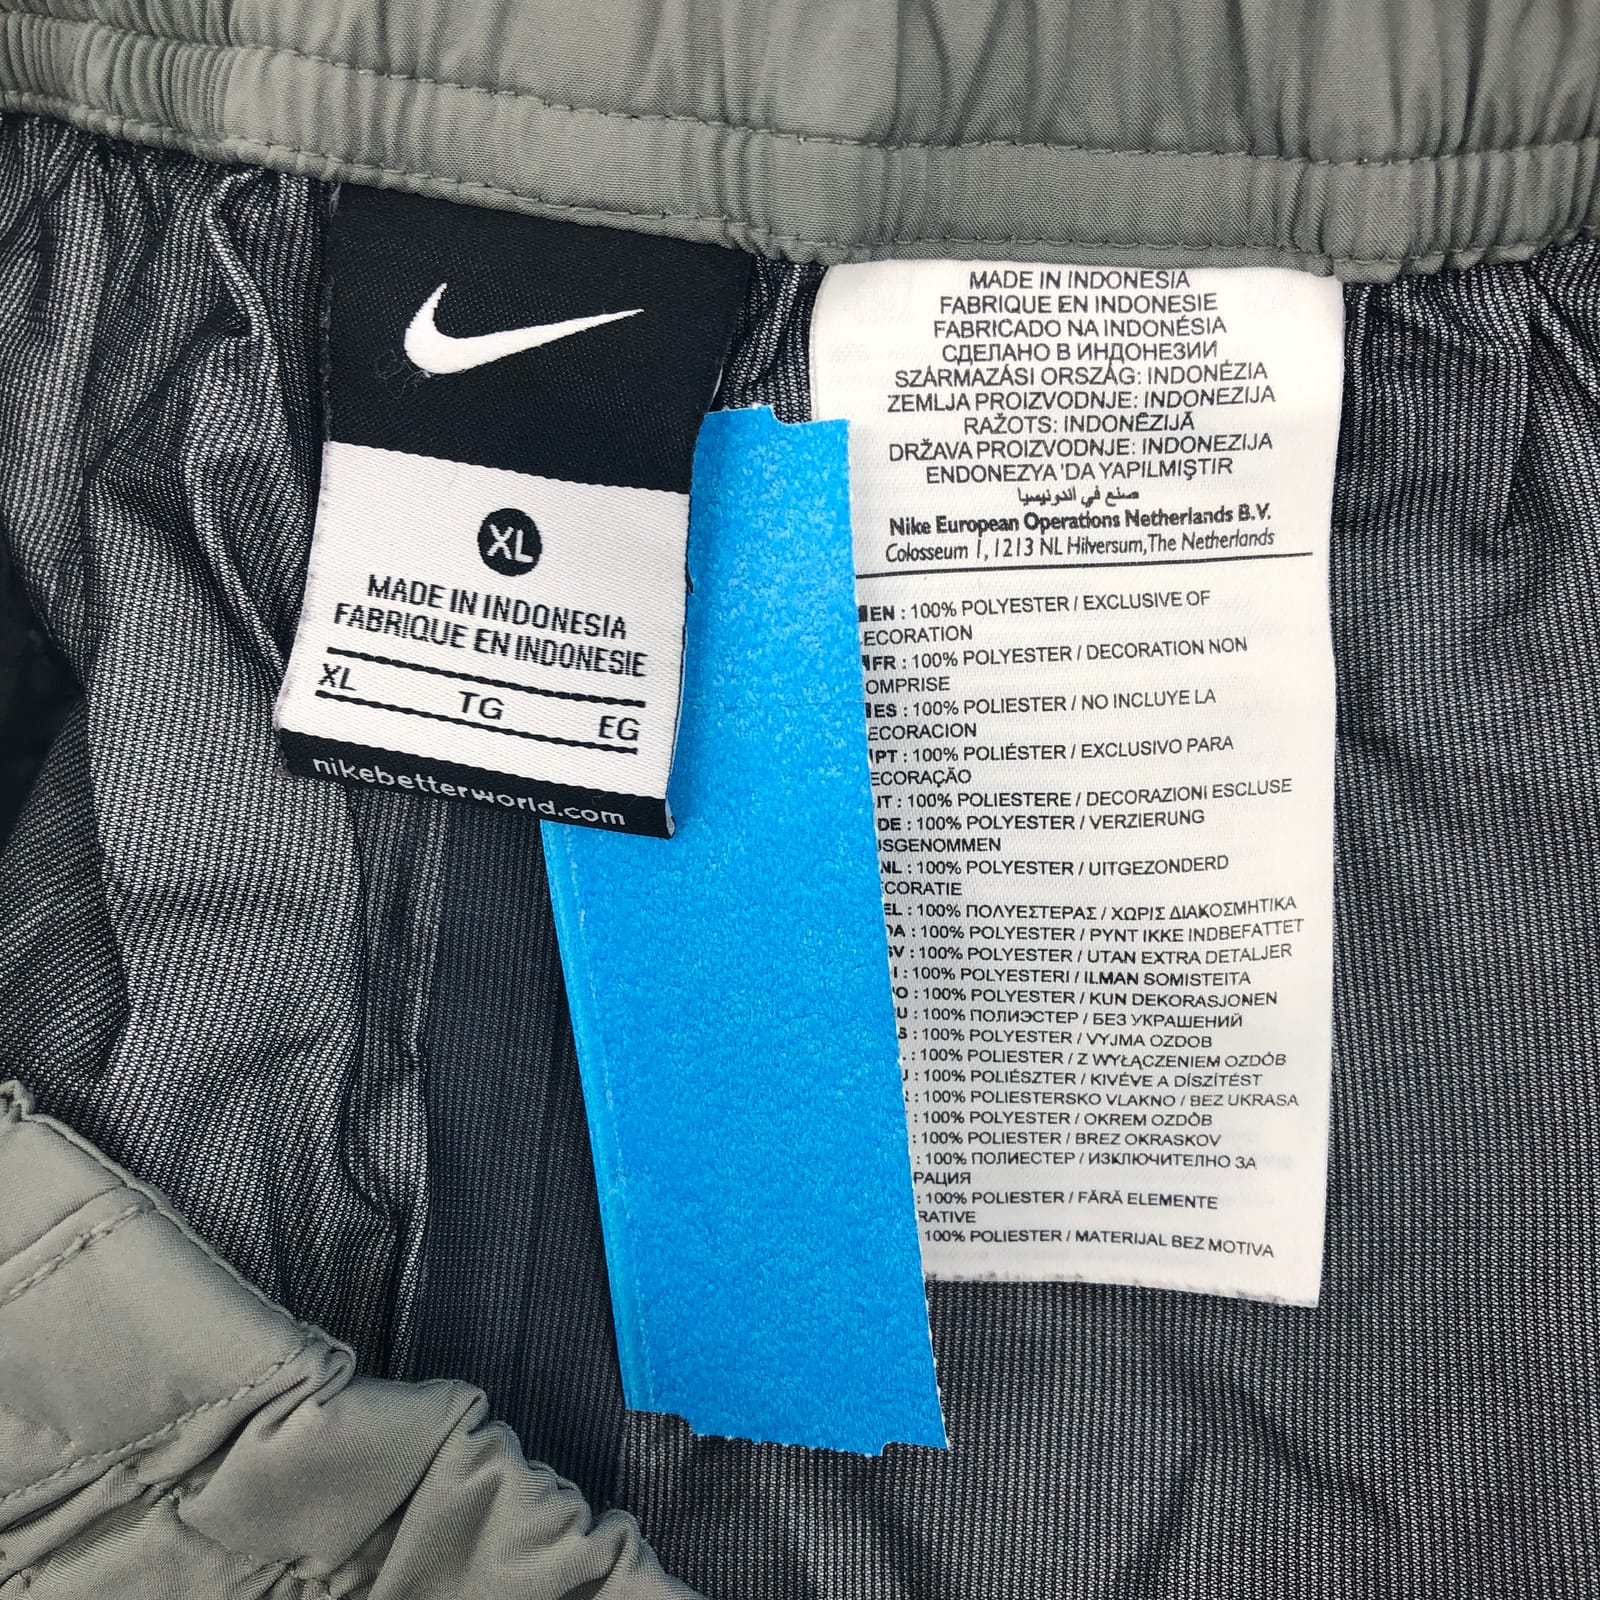 XL
MADE IN INDONESIA
FABRIQUE EN INDONESIE
XL TG EG
nikebetterworld.com
MADE IN INDONESIA
FABRIQUE EN INDONESIE
FABRICADO NA INDONÉSIA
СДЕЛАНО В ИНДОНЕЗИИ
SZÁRMAZÁSI ORSZÁG: INDONÉZIA
ZEMLJA PROIZVODNJE: INDONEZIJA
RAŽOTS: INDONĒZIJĀ
DRŽAVA PROIZVODNJE: INDONEZIJA
ENDONEZYA 'DA YAPILMIŞTIR
صنع في اندونيسيا
Nike European Operations Netherlands B.V.
Colosseum 1, 1213 NL Hilversum, The Netherlands
EN : 100% POLYESTER / EXCLUSIVE OF
ECORATION
FR : 100% POLYESTER / DECORATION NON
OMPRISE
ES : 100% POLYESTER / NO INCLUYE LA
ECORACION
PT : 100% POLIÉSTER / EXCLUSIVO PARA
ECORAÇÃO
IT : 100% POLIESTERE / DECORAZIONI ESCLUSE
DE : 100% POLYESTER / VERZIERUNG
USGENOMMEN
NL : 100% POLYESTER / UITGEZONDERD
CORATIE
EL : 100% ΠΟΛΥΕΣΤΕΡΑΣ / ΧΩΡΙΣ ΔΙΑΚΟΣΜΗΤΙΚΑ
DA : 100% POLYESTER / PYNT IKKE INDBEFATTET
SV : 100% POLYESTER / UTAN EXTRA DETALJER
I : 100% POLYESTERI / ILMAN SOMISTEITA
O : 100% POLYESTER / KUN DEKORASJONEN
U : 100% ПОЛИЭСТЕР / БЕЗ УКРАШЕНИЙ
S : 100% POLYESTER / VYJMA OZDOB
: 100% POLIESTER / Z WYŁĄCZENIEM OZDÓB
: 100% POLIÉSZTER / KIVÉVE A DÍSZÍTÉST
: 100% POLIESTERSKO VLAKNO / BEZ UKRASA
: 100% POLYESTER / OKREM OZDÔB
: 100% POLIESTER / BREZ OKRASKOV
: 100% ПОЛИЕСТЕР / ИЗКЛЮЧИТЕЛНО ЗА
РАЦИЯ
: 100% POLIESTER / FĂRĂ ELEMENTE
RATIVE
100% POLIESTER / MATERIJAL BEZ MOTIVA